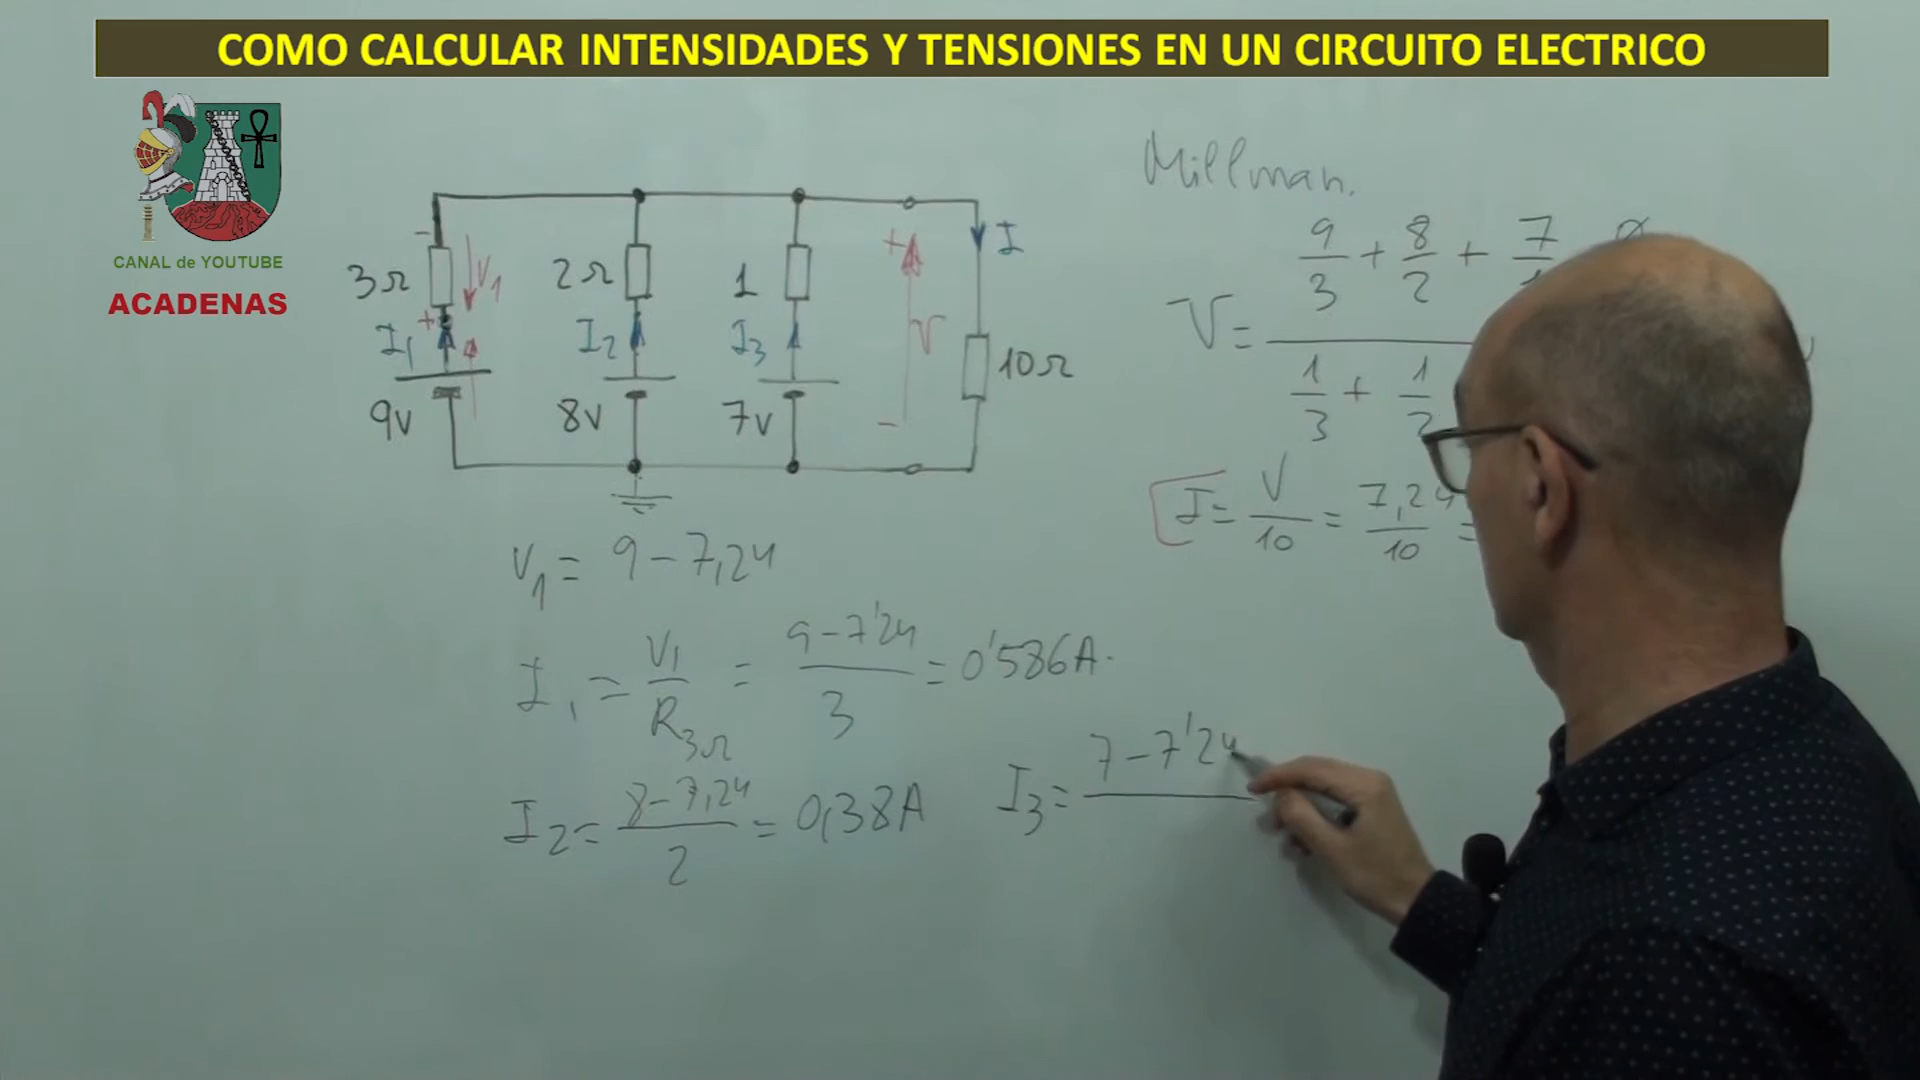 COMO CALCULAR INTENSIDADES Y TENSIONES EN UN CIRCUITO ELECTRICO
CANAL de YOUTUBE
ACADENAS
Millman.
V = 9/3 + 8/2 + 7/
1/3 + 1/2
I = V/10 = 7,24/10 =
- + - I
3Ω V1 2Ω 1
I1 + I2 I3 V 10Ω
9V 8V 7V -
V1 = 9 - 7,24
I1 = V1/R3Ω = 9-7'24/3 = 0'586A.
I2 = 8-7,24/2 = 0,38A
I3 = 7-7'24